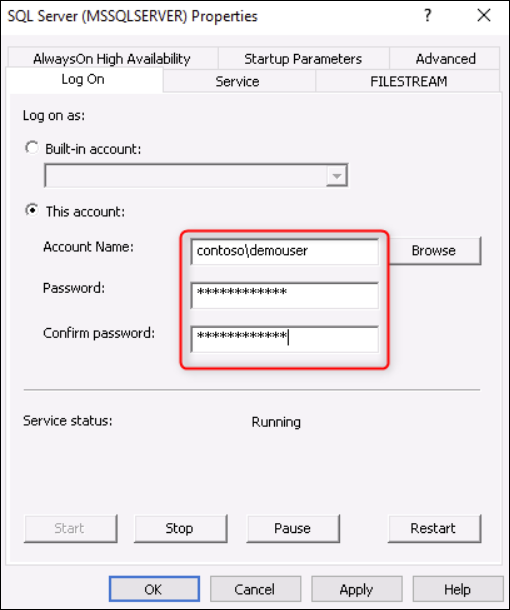 SQL Server (MSSQLSERVER) Properties ?
AlwaysOn High Availability Startup Parameters Advanced
Log On Service FILESTREAM
Log on as:
Built-in account:
This account:
Account Name: contoso\demouser Browse
Password: ************
Confirm password: ************
Service status: Running
Start Stop Pause Restart
OK Cancel Apply Help